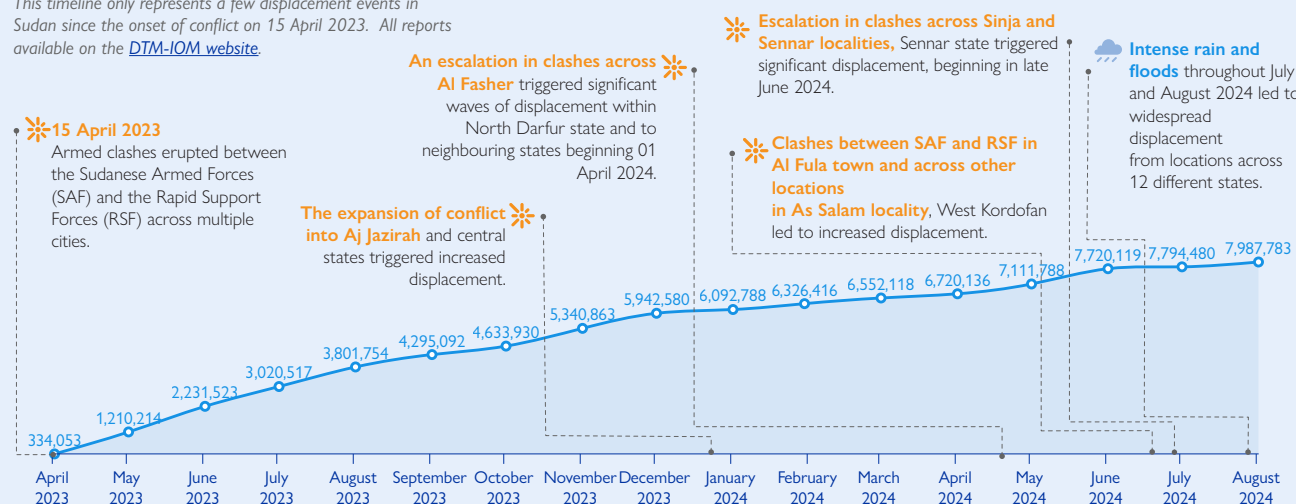 This timeline only represents a few displacement events in
Sudan since the onset of conflict on 15 April 2023. All reports
available on the DTM-IOM website.
15 April 2023
Armed clashes erupted between
the Sudanese Armed Forces
(SAF) and the Rapid Support
Forces (RSF) across multiple
cities.
The expansion of conflict
into Aj Jazirah and central
states triggered increased
displacement.
An escalation in clashes across
Al Fasher triggered significant
waves of displacement within
North Darfur state and to
neighbouring states beginning 01
April 2024.
Escalation in clashes across Sinja and
Sennar localities, Sennar state triggered
significant displacement, beginning in late
June 2024.
Clashes between SAF and RSF in
Al Fula town and across other
locations
in As Salam locality, West Kordofan
led to increased displacement.
Intense rain and
floods throughout July
and August 2024 led to
widespread
displacement
from locations across
12 different states.
334,053
1,210,214
2,231,523
3,020,517
3,801,754
4,295,092
4,633,930
5,340,863
5,942,580
6,092,788
6,326,416
6,552,118
6,720,136
7,111,788
7,720,119
7,794,480
7,987,783
April May June July August September October November December January February March April May June July August
2023 2023 2023 2023 2023 2023 2023 2023 2023 2024 2024 2024 2024 2024 2024 2024 2024